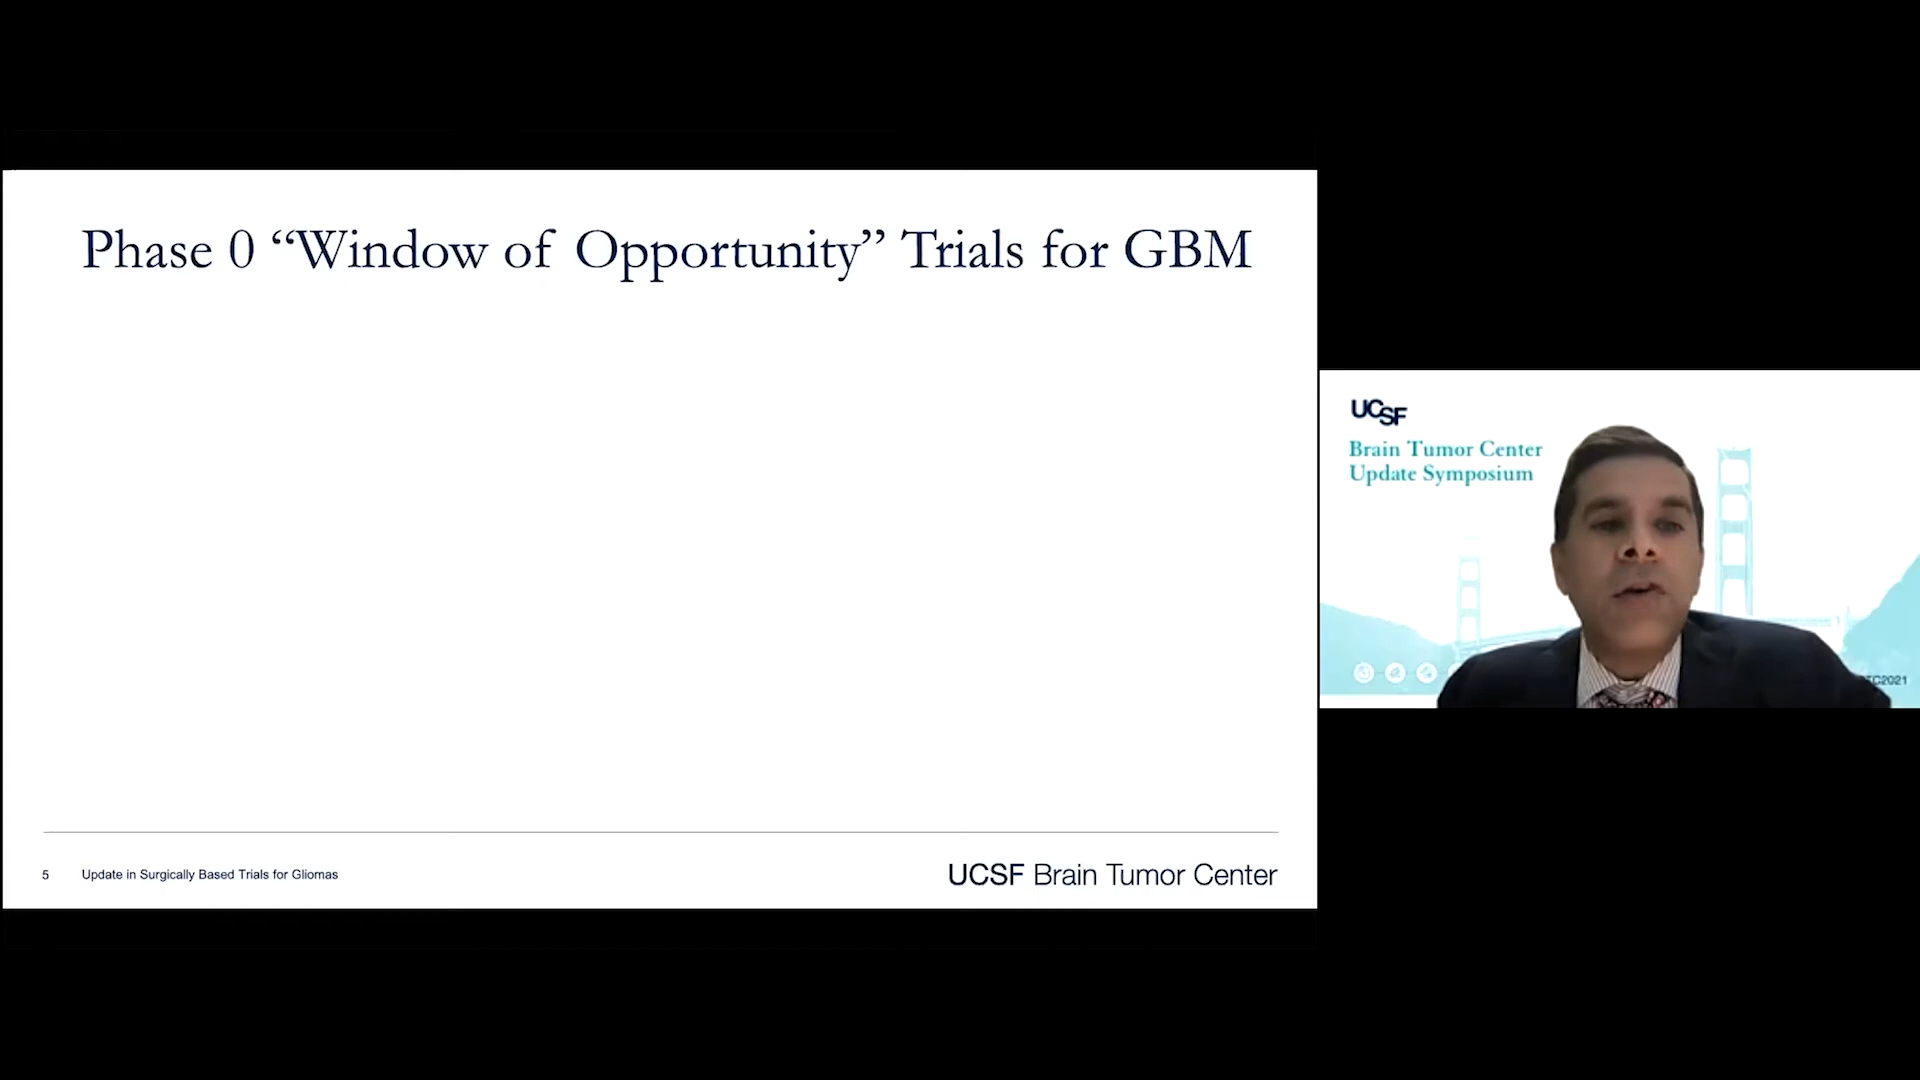 Phase 0 “Window of Opportunity” Trials for GBM
5 Update in Surgically Based Trials for Gliomas
UCSF Brain Tumor Center
UCSF
Brain Tumor Center
Update Symposium